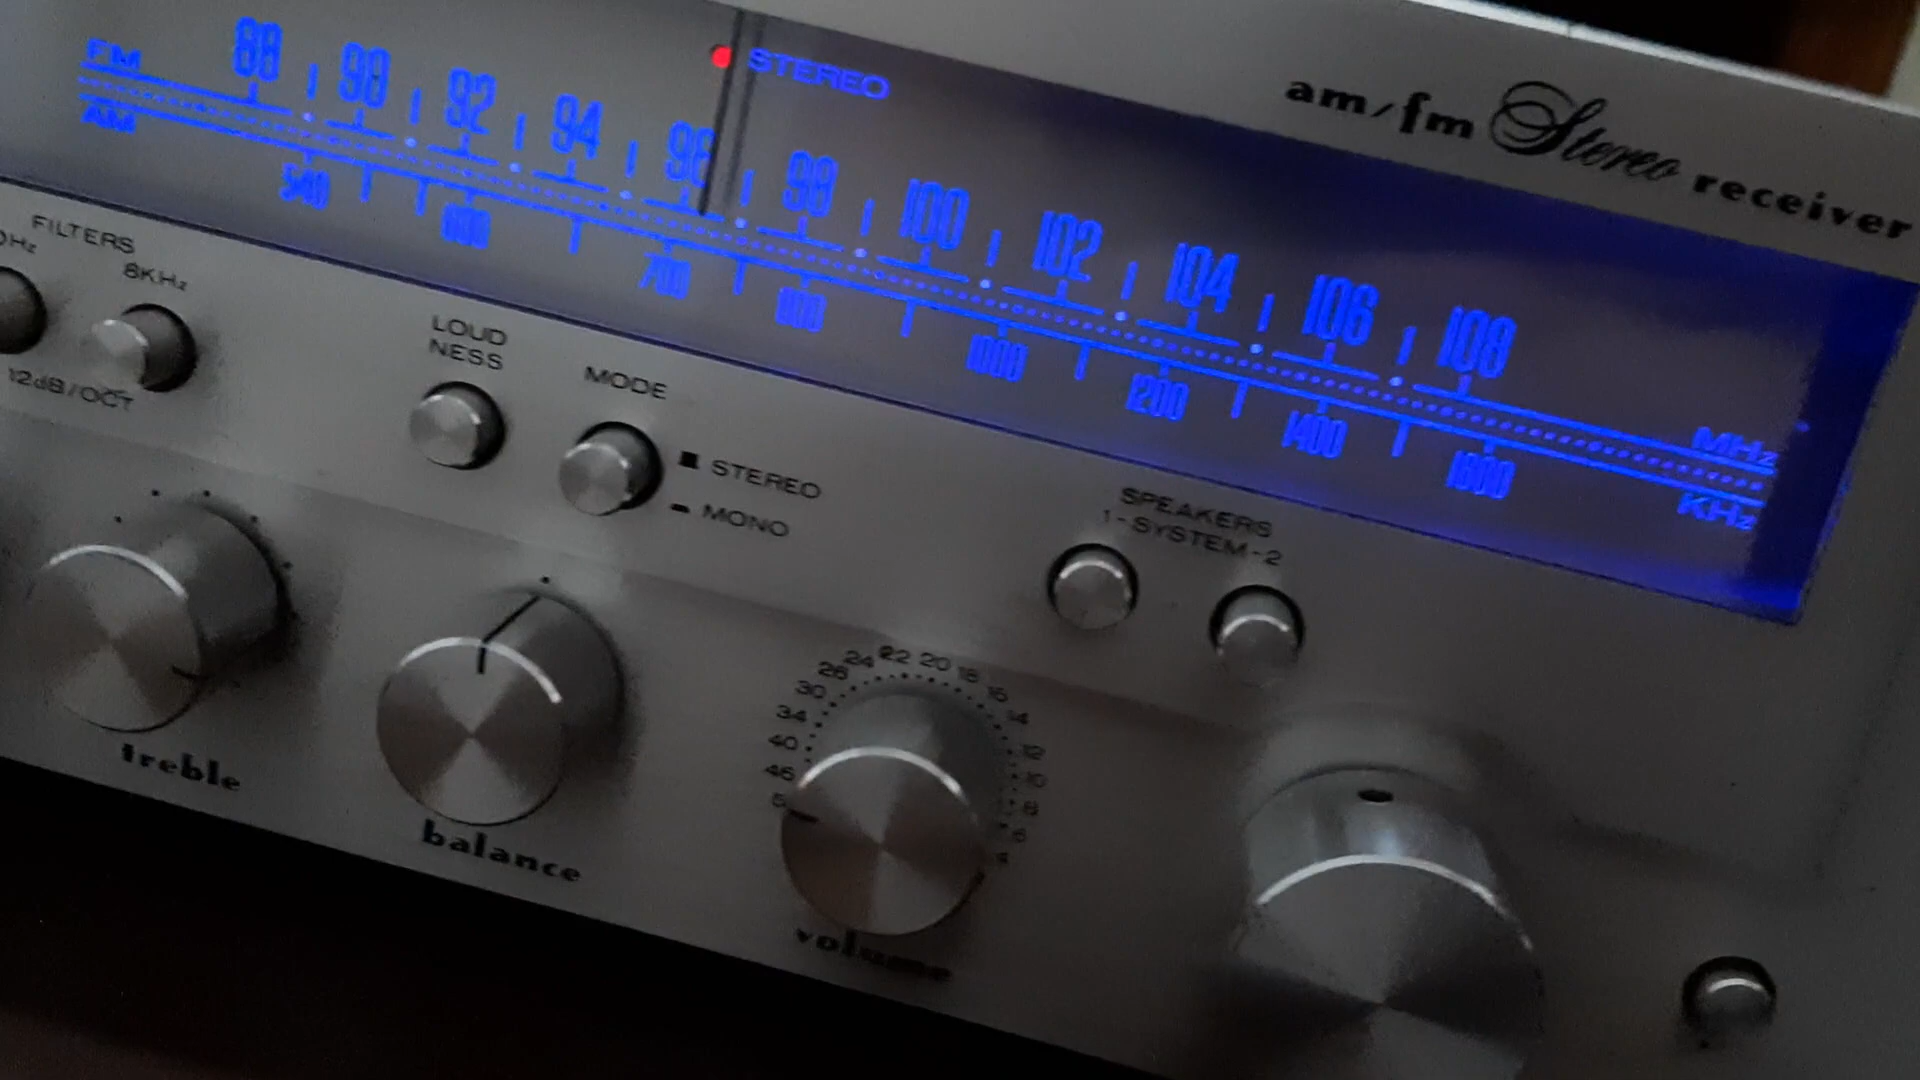 am/fm Stereo receiver
STEREO
FM 88 90 92 94 96 98 100 102 104 106 108 MHz
AM 540 600 700 800 1000 1200 1400 1600 KHz
FILTERS
8KHz
12dB/OCT
LOUD
NESS
MODE
STEREO
MONO
SPEAKERS
1-SYSTEM-2
46 40 34 30 26 24 22 20 18 16 14 12 10 8 6 4
treble
balance
volume